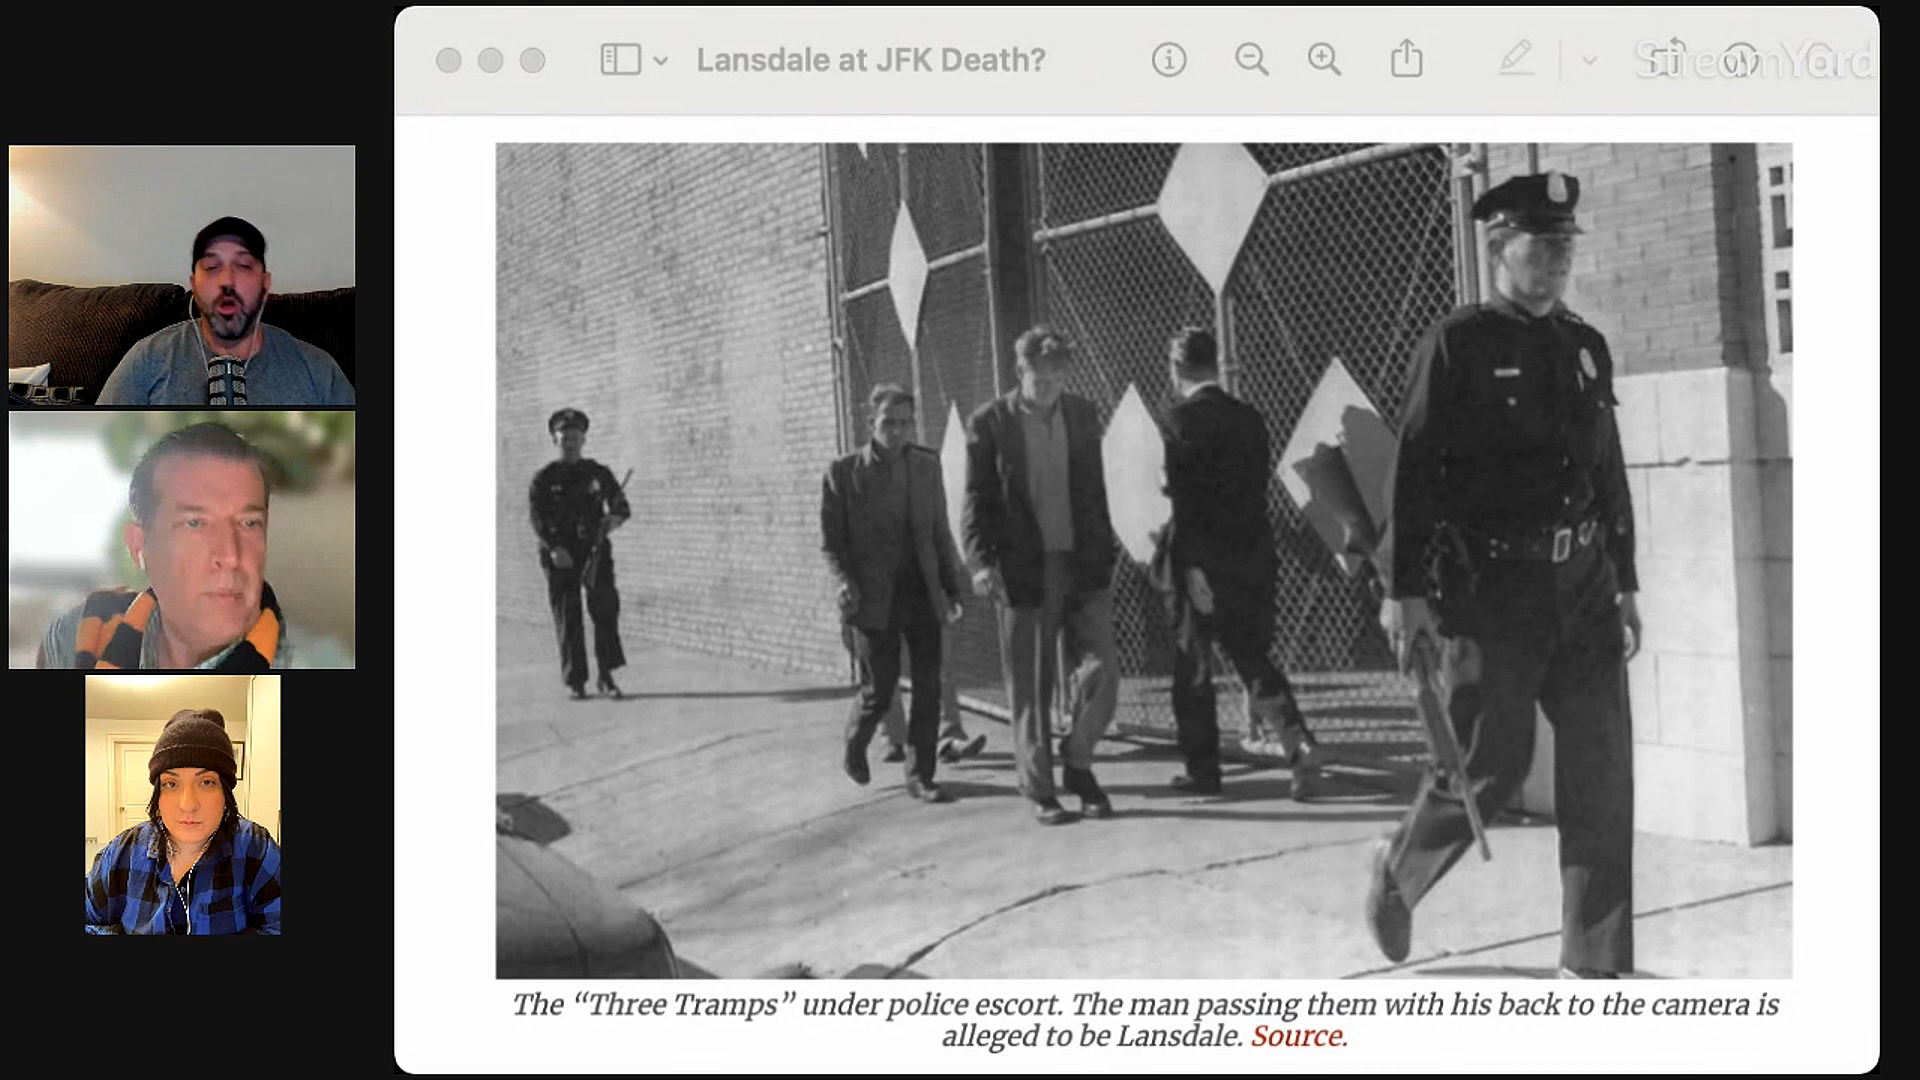 Lansdale at JFK Death?
StreamYard
The “Three Tramps” under police escort. The man passing them with his back to the camera is
alleged to be Lansdale. Source.